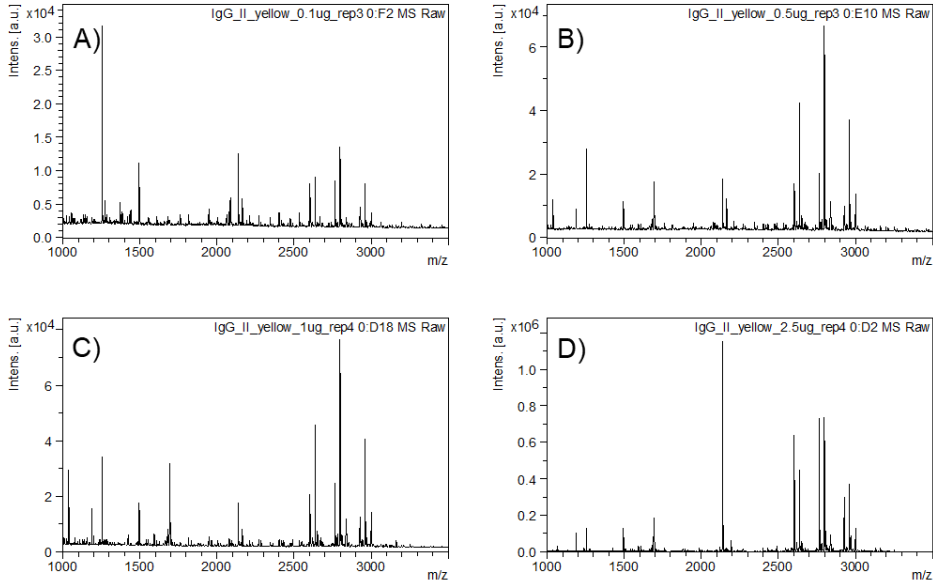 IgG_II_yellow_0.1ug_rep3 0:F2 MS Raw
A)
Intens. [a.u.]
x10⁴
3.0
2.5
2.0
1.5
1.0
0.5
0.0
1000 1500 2000 2500 3000
m/z
IgG_II_yellow_0.5ug_rep3 0:E10 MS Raw
B)
Intens. [a.u.]
x10⁴
6
4
2
0
1000 1500 2000 2500 3000
m/z
IgG_II_yellow_1ug_rep4 0:D18 MS Raw
C)
Intens. [a.u.]
x10⁴
6
4
2
0
1000 1500 2000 2500 3000
m/z
IgG_II_yellow_2.5ug_rep4 0:D2 MS Raw
D)
Intens. [a.u.]
x10⁶
1.0
0.8
0.6
0.4
0.2
0.0
1000 1500 2000 2500 3000
m/z